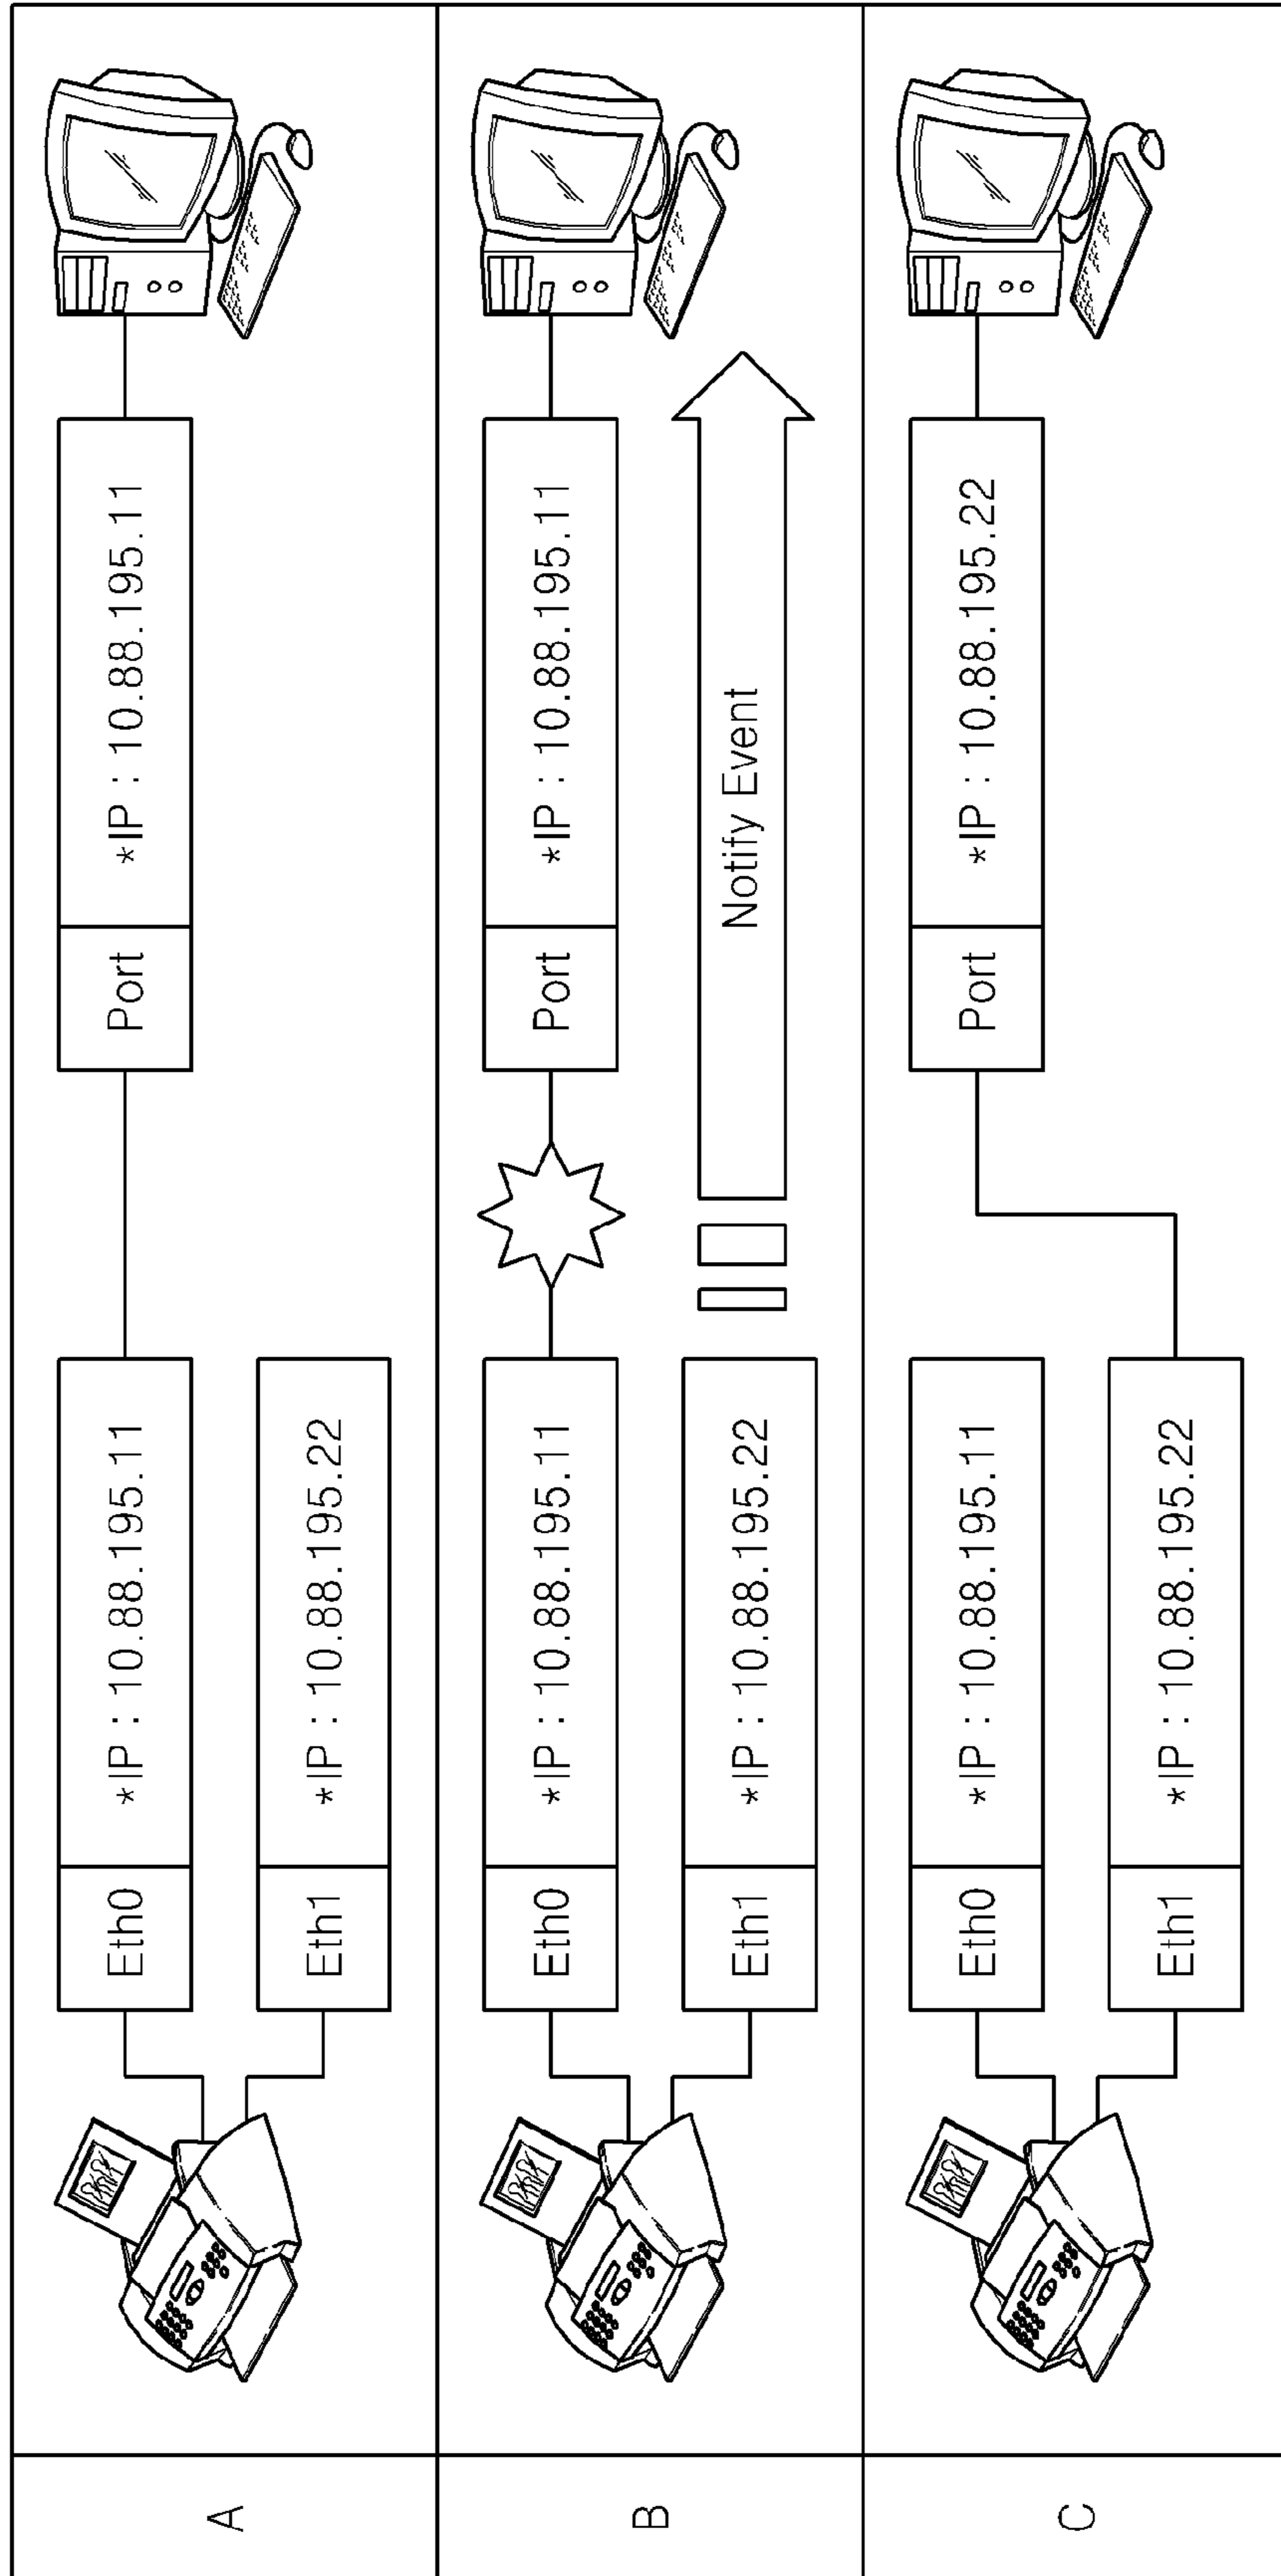 A
Eth0
*IP : 10.88.195.11
Port
*IP : 10.88.195.11
Eth1
*IP : 10.88.195.22
B
Eth0
*IP : 10.88.195.11
Port
*IP : 10.88.195.11
Eth1
*IP : 10.88.195.22
Notify Event
C
Eth0
*IP : 10.88.195.11
Port
*IP : 10.88.195.22
Eth1
*IP : 10.88.195.22